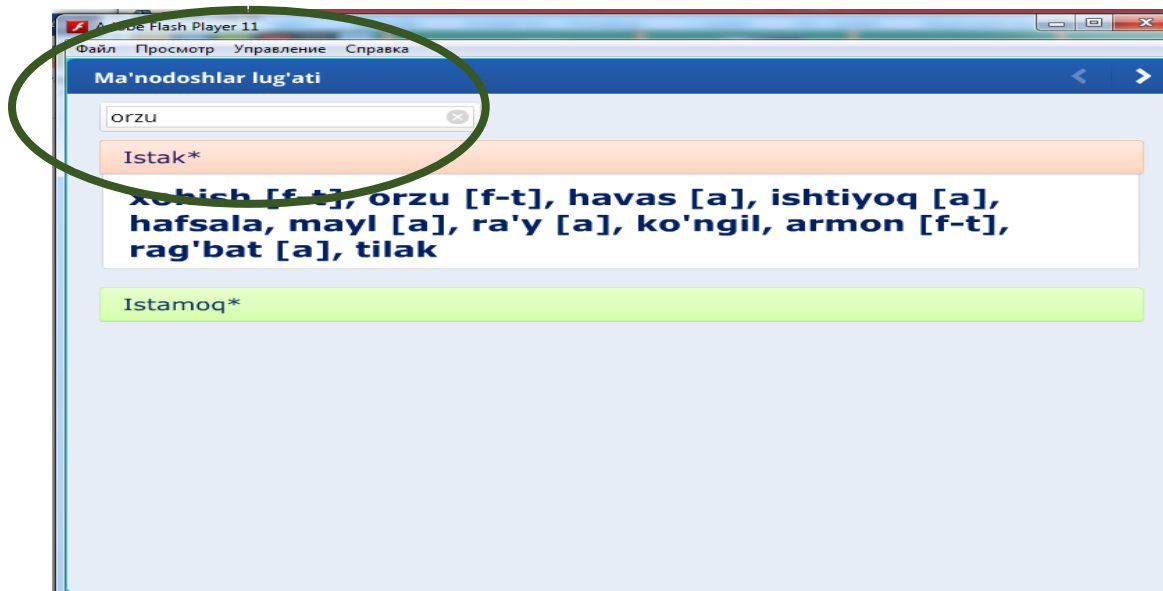 Adobe Flash Player 11
Файл Просмотр Управление Справка
Ma'nodoshlar lug'ati
orzu
Istak*
xohish [f-t], orzu [f-t], havas [a], ishtiyoq [a],
hafsala, mayl [a], ra'y [a], ko'ngil, armon [f-t],
rag'bat [a], tilak
Istamoq*